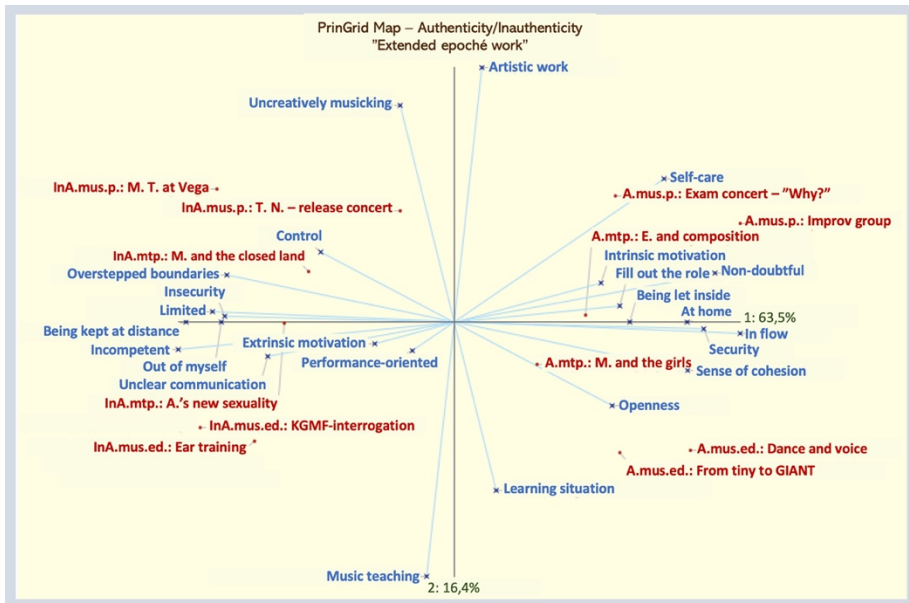 PrinGrid Map – Authenticity/Inauthenticity
"Extended epoché work"
Artistic work
Uncreatively musicking
Self-care
InA.mus.p.: M. T. at Vega
A.mus.p.: Exam concert – "Why?"
InA.mus.p.: T. N. – release concert
A.mus.p.: Improv group
Control
A.mtp.: E. and composition
InA.mtp.: M. and the closed land
Intrinsic motivation
Overstepped boundaries
Fill out the role
Non-doubtful
Insecurity
Being let inside
Limited
At home
1: 63,5%
Being kept at distance
In flow
Incompetent
Extrinsic motivation
Security
Out of myself
Performance-oriented
A.mtp.: M. and the girls
Sense of cohesion
Unclear communication
InA.mtp.: A.'s new sexuality
Openness
InA.mus.ed.: KGMF-interrogation
InA.mus.ed.: Ear training
A.mus.ed.: Dance and voice
A.mus.ed.: From tiny to GIANT
Learning situation
Music teaching
2: 16,4%